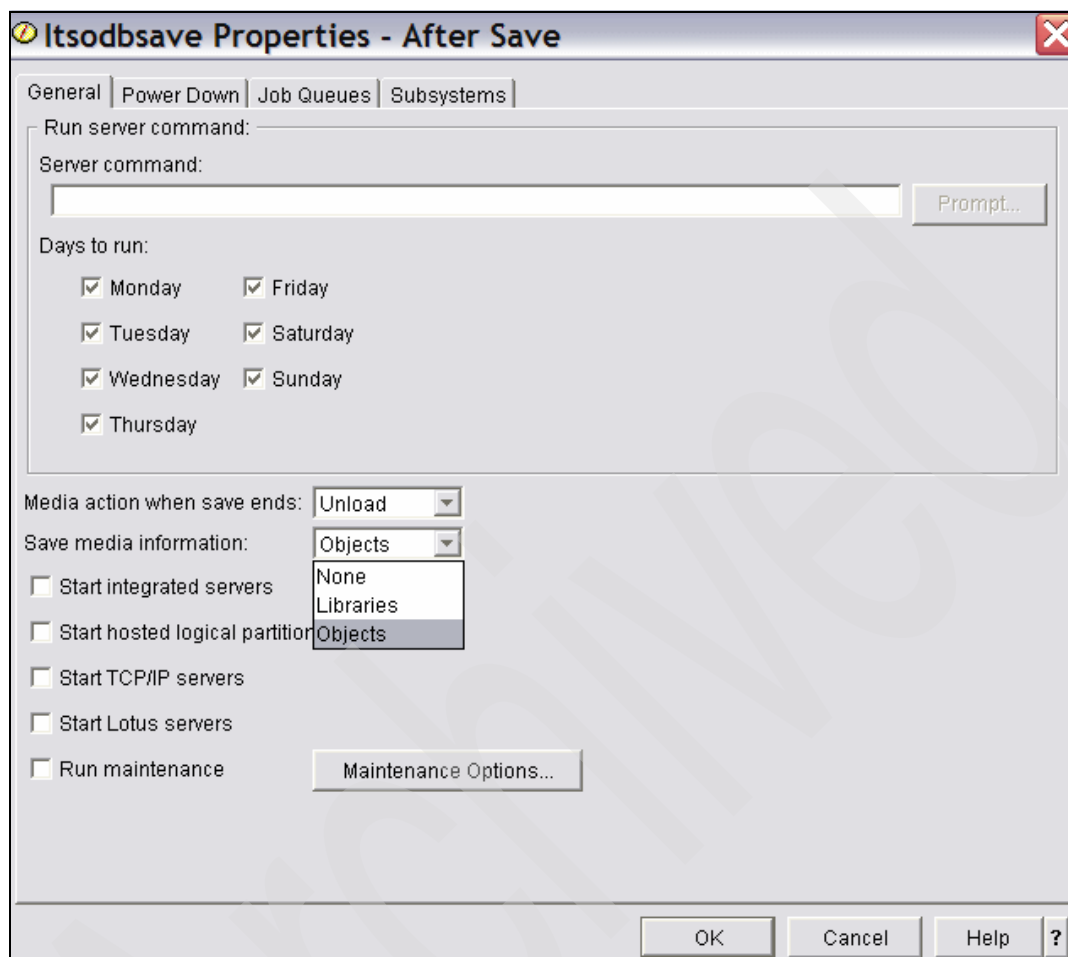 Itsodbsave Properties - After Save
General Power Down Job Queues Subsystems
Run server command:
Server command:
Prompt...
Days to run:
Monday Friday
Tuesday Saturday
Wednesday Sunday
Thursday
Media action when save ends: Unload
Save media information: Objects
None
Libraries
Objects
Start integrated servers
Start hosted logical partition
Start TCP/IP servers
Start Lotus servers
Run maintenance Maintenance Options...
OK Cancel Help ?
Archived